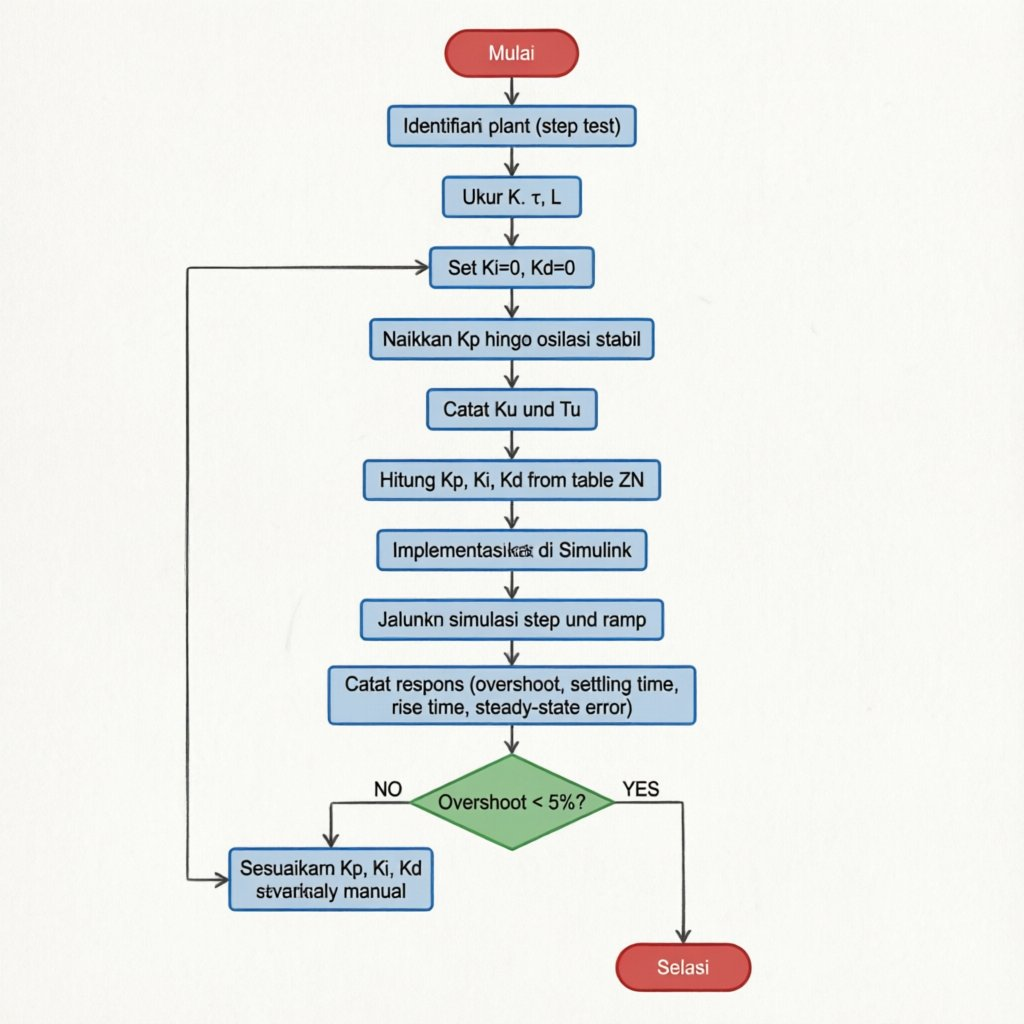 Mulai
Identifiari plant (step test)
Ukur K. τ, L
Set Ki=0, Kd=0
Naikkan Kp hingo osilasi stabil
Catat Ku und Tu
Hitung Kp, Ki, Kd from table ZN
di Simulink
Jalunkn simulasi step und ramp
Catat respons (overshoot, settling time,
rise time, steady-state error)
NO
Overshoot < 5%?
YES
Sesuaikam Kp, Ki, Kd
manual
Selasi